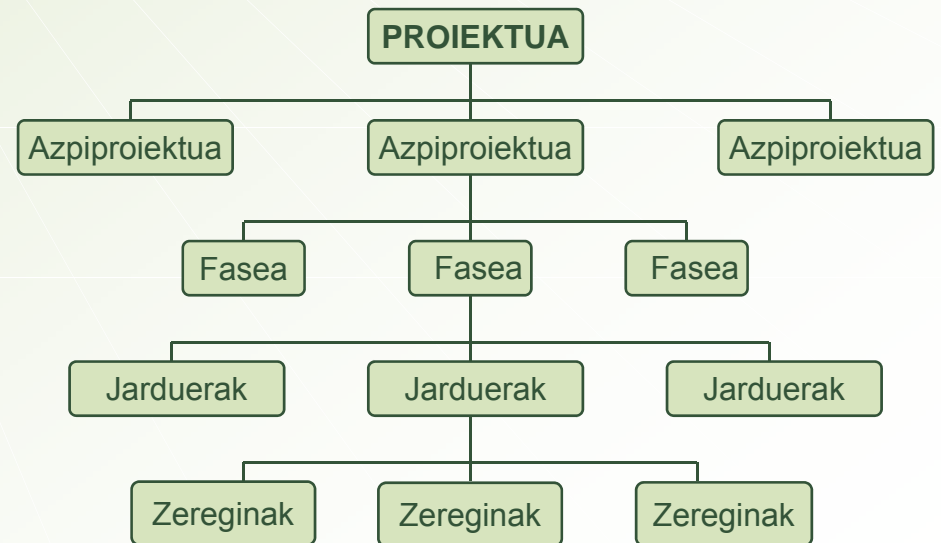 PROIEKTUA
Azpiproiektua
Azpiproiektua
Azpiproiektua
Fasea
Fasea
Fasea
Jarduerak
Jarduerak
Jarduerak
Zereginak
Zereginak
Zereginak